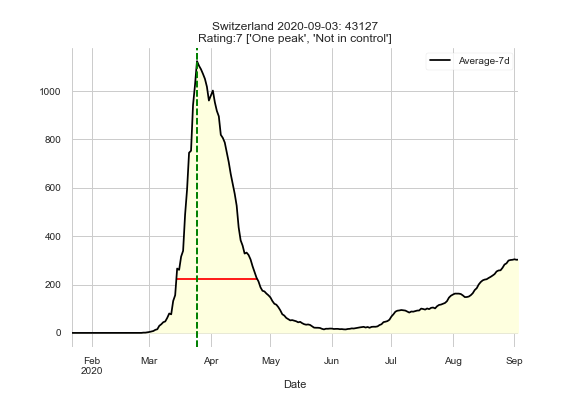 Switzerland 2020-09-03: 43127
Rating:7 ['One peak', 'Not in control']
Average-7d
1000
800
600
400
200
0
Feb Mar Apr May Jun Jul Aug Sep
2020
Date